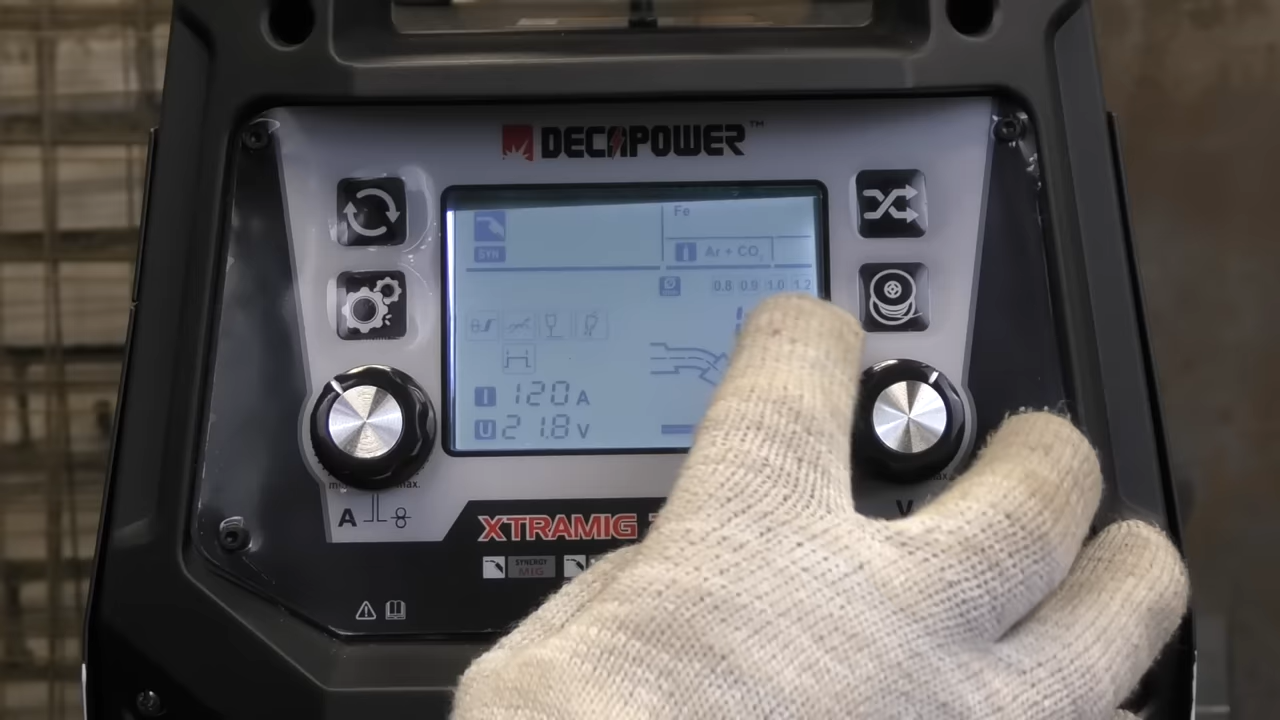 DECAPOWER™
SYN
Fe
Ar + CO₂
0.8 0.9 1.0 1.2
I 120 A
U 21.8 V
max.
A
V
XTRAMIG
SYNERGY
MIG